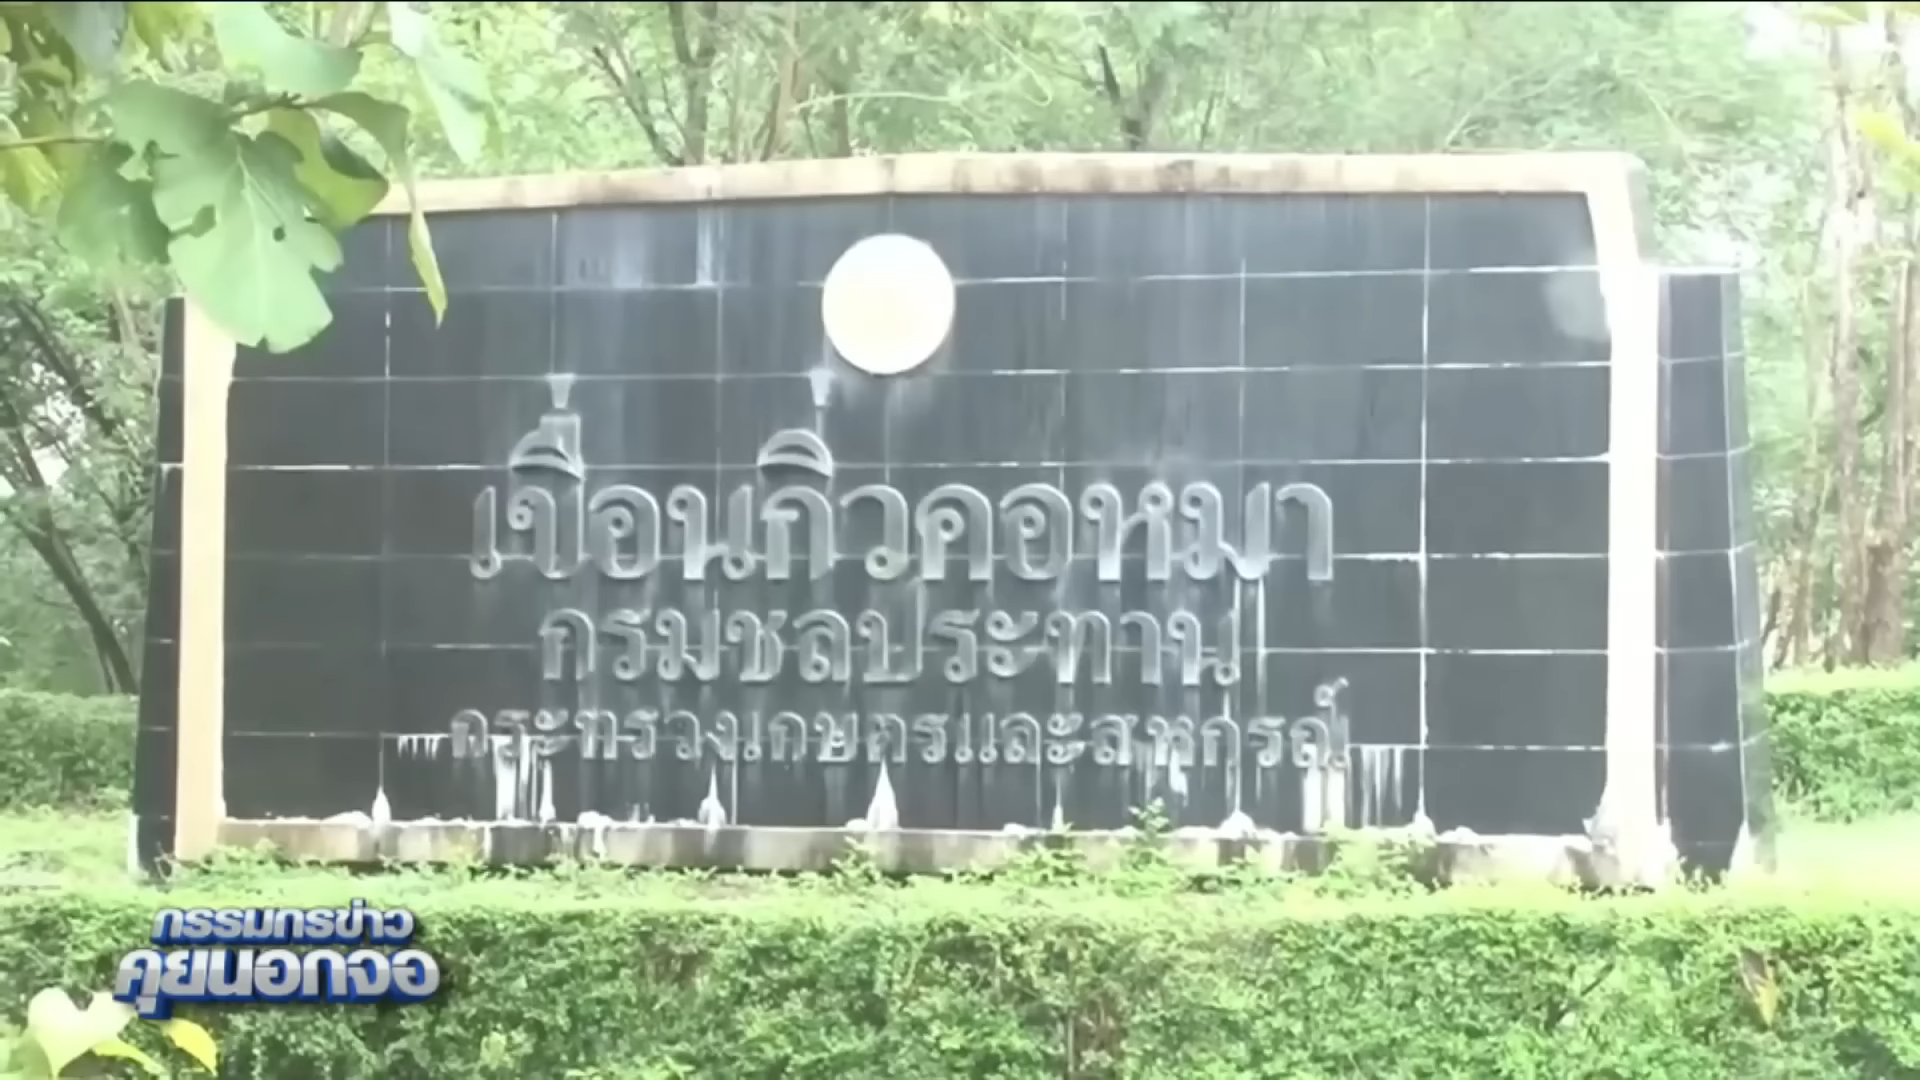 เขื่อนกิ่วคอหมา
กรมชลประทาน
กระทรวงเกษตรและสหกรณ์
กรรมกรข่าว
คุยนอกจอ